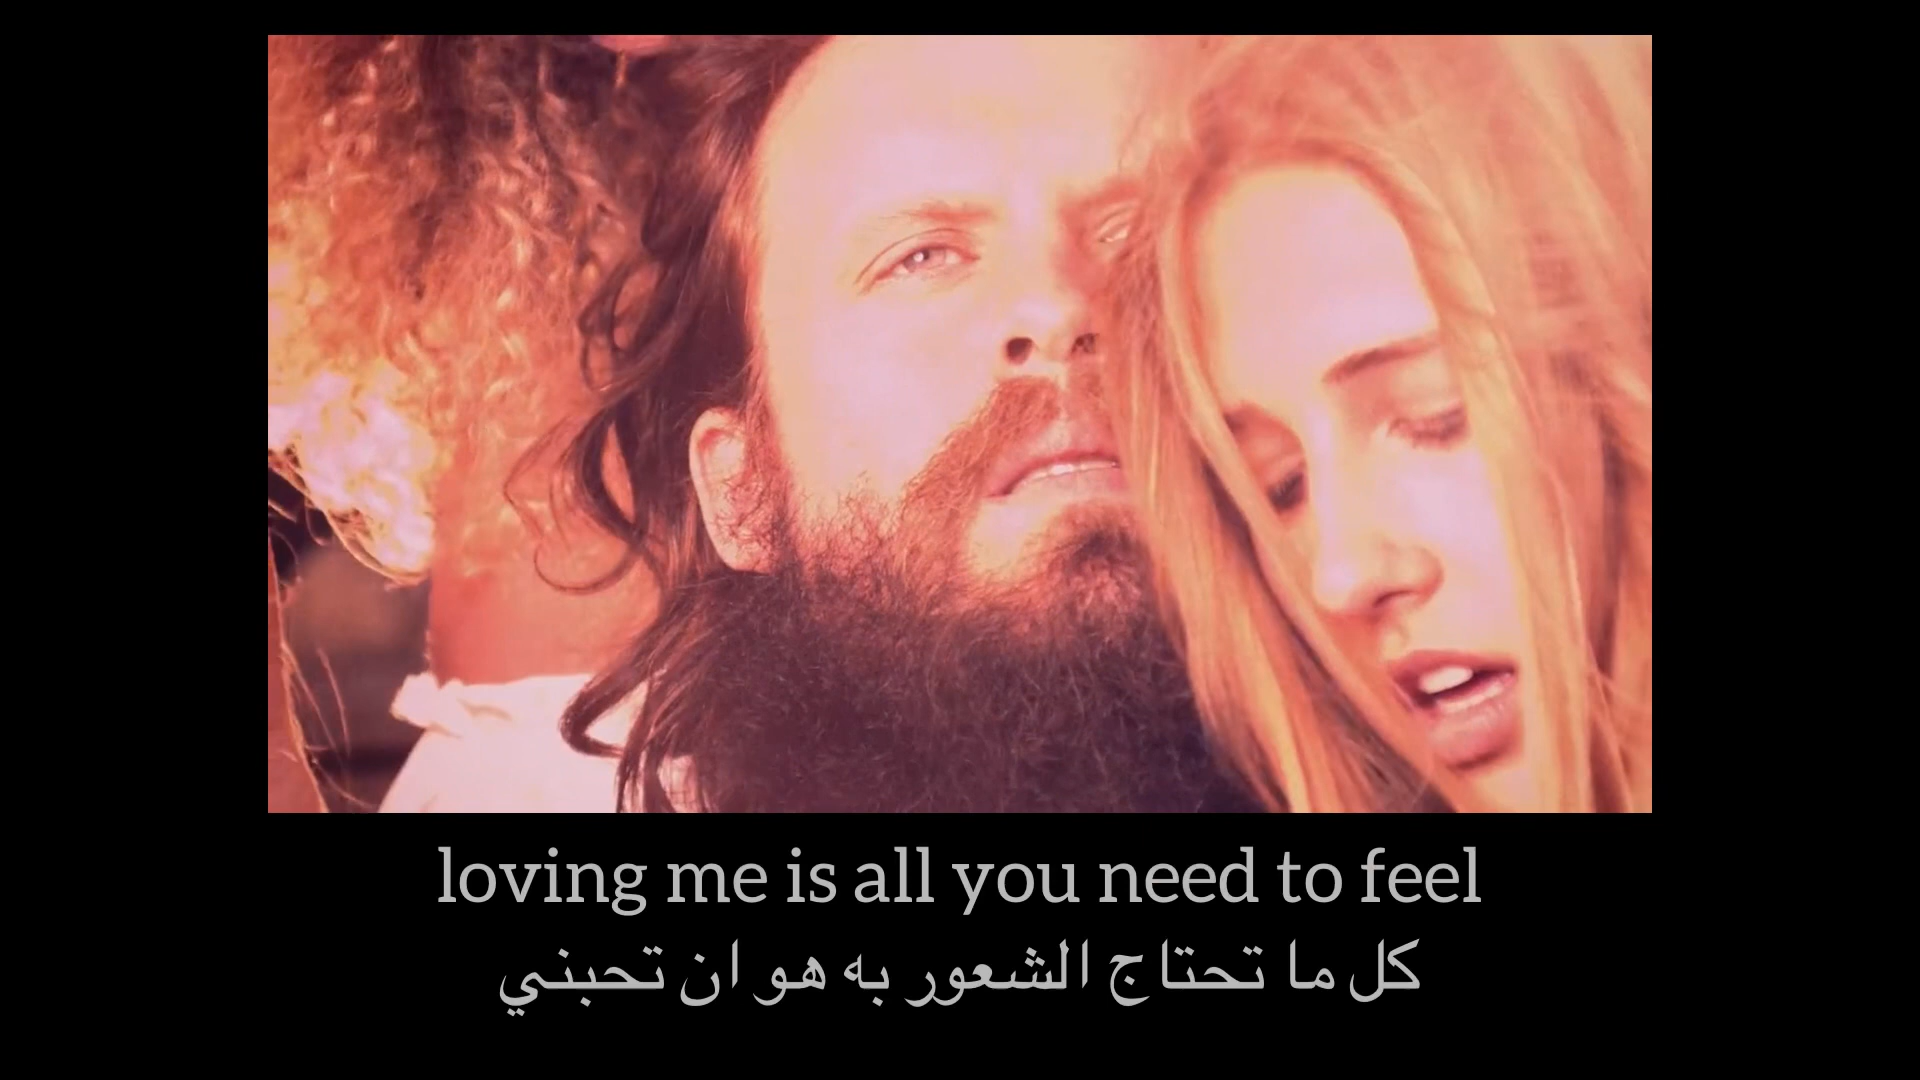 loving me is all you need to feel
كل ما تحتاج الشعور به هو ان تحبني